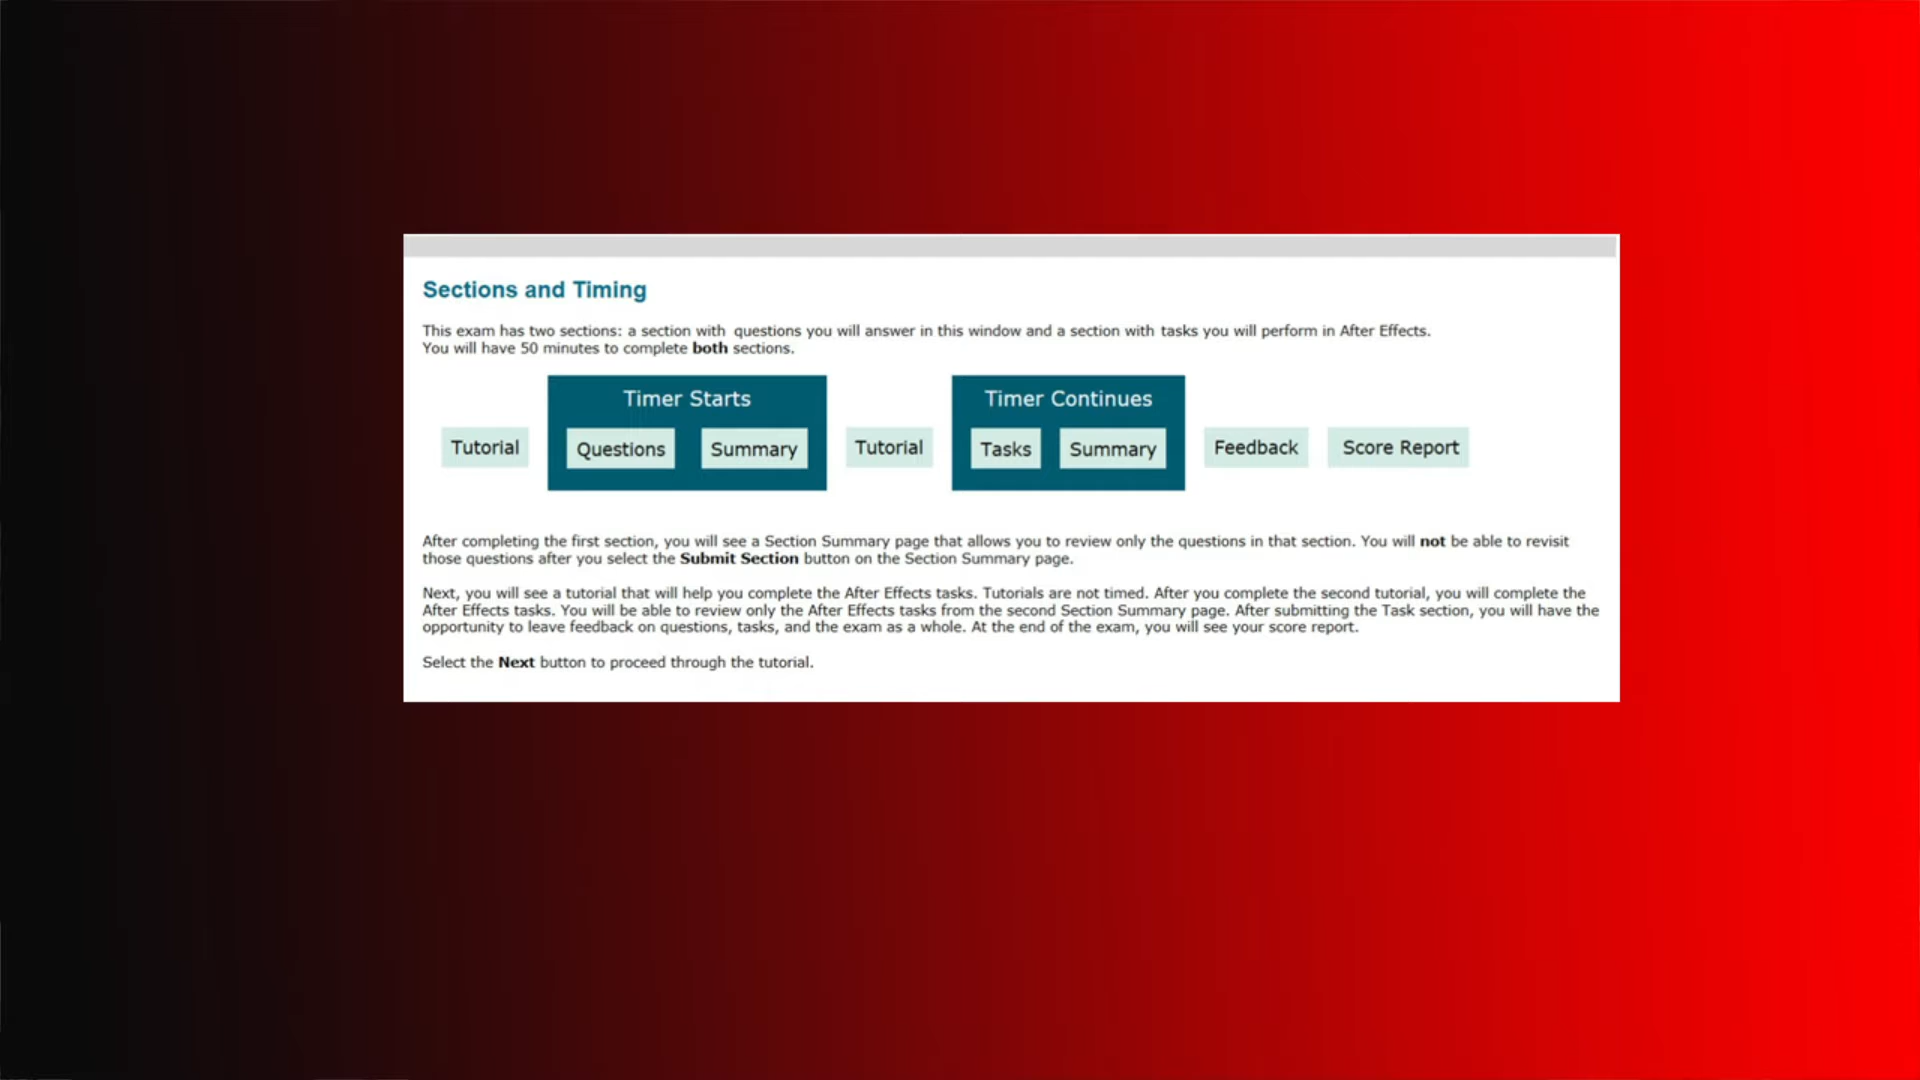 Sections and Timing
This exam has two sections: a section with questions you will answer in this window and a section with tasks you will perform in After Effects.
You will have 50 minutes to complete both sections.
Timer Starts
Timer Continues
Tutorial
Questions
Summary
Tutorial
Tasks
Summary
Feedback
Score Report
After completing the first section, you will see a Section Summary page that allows you to review only the questions in that section. You will not be able to revisit
those questions after you select the Submit Section button on the Section Summary page.
Next, you will see a tutorial that will help you complete the After Effects tasks. Tutorials are not timed. After you complete the second tutorial, you will complete the
After Effects tasks. You will be able to review only the After Effects tasks from the second Section Summary page. After submitting the Task section, you will have the
opportunity to leave feedback on questions, tasks, and the exam as a whole. At the end of the exam, you will see your score report.
Select the Next button to proceed through the tutorial.